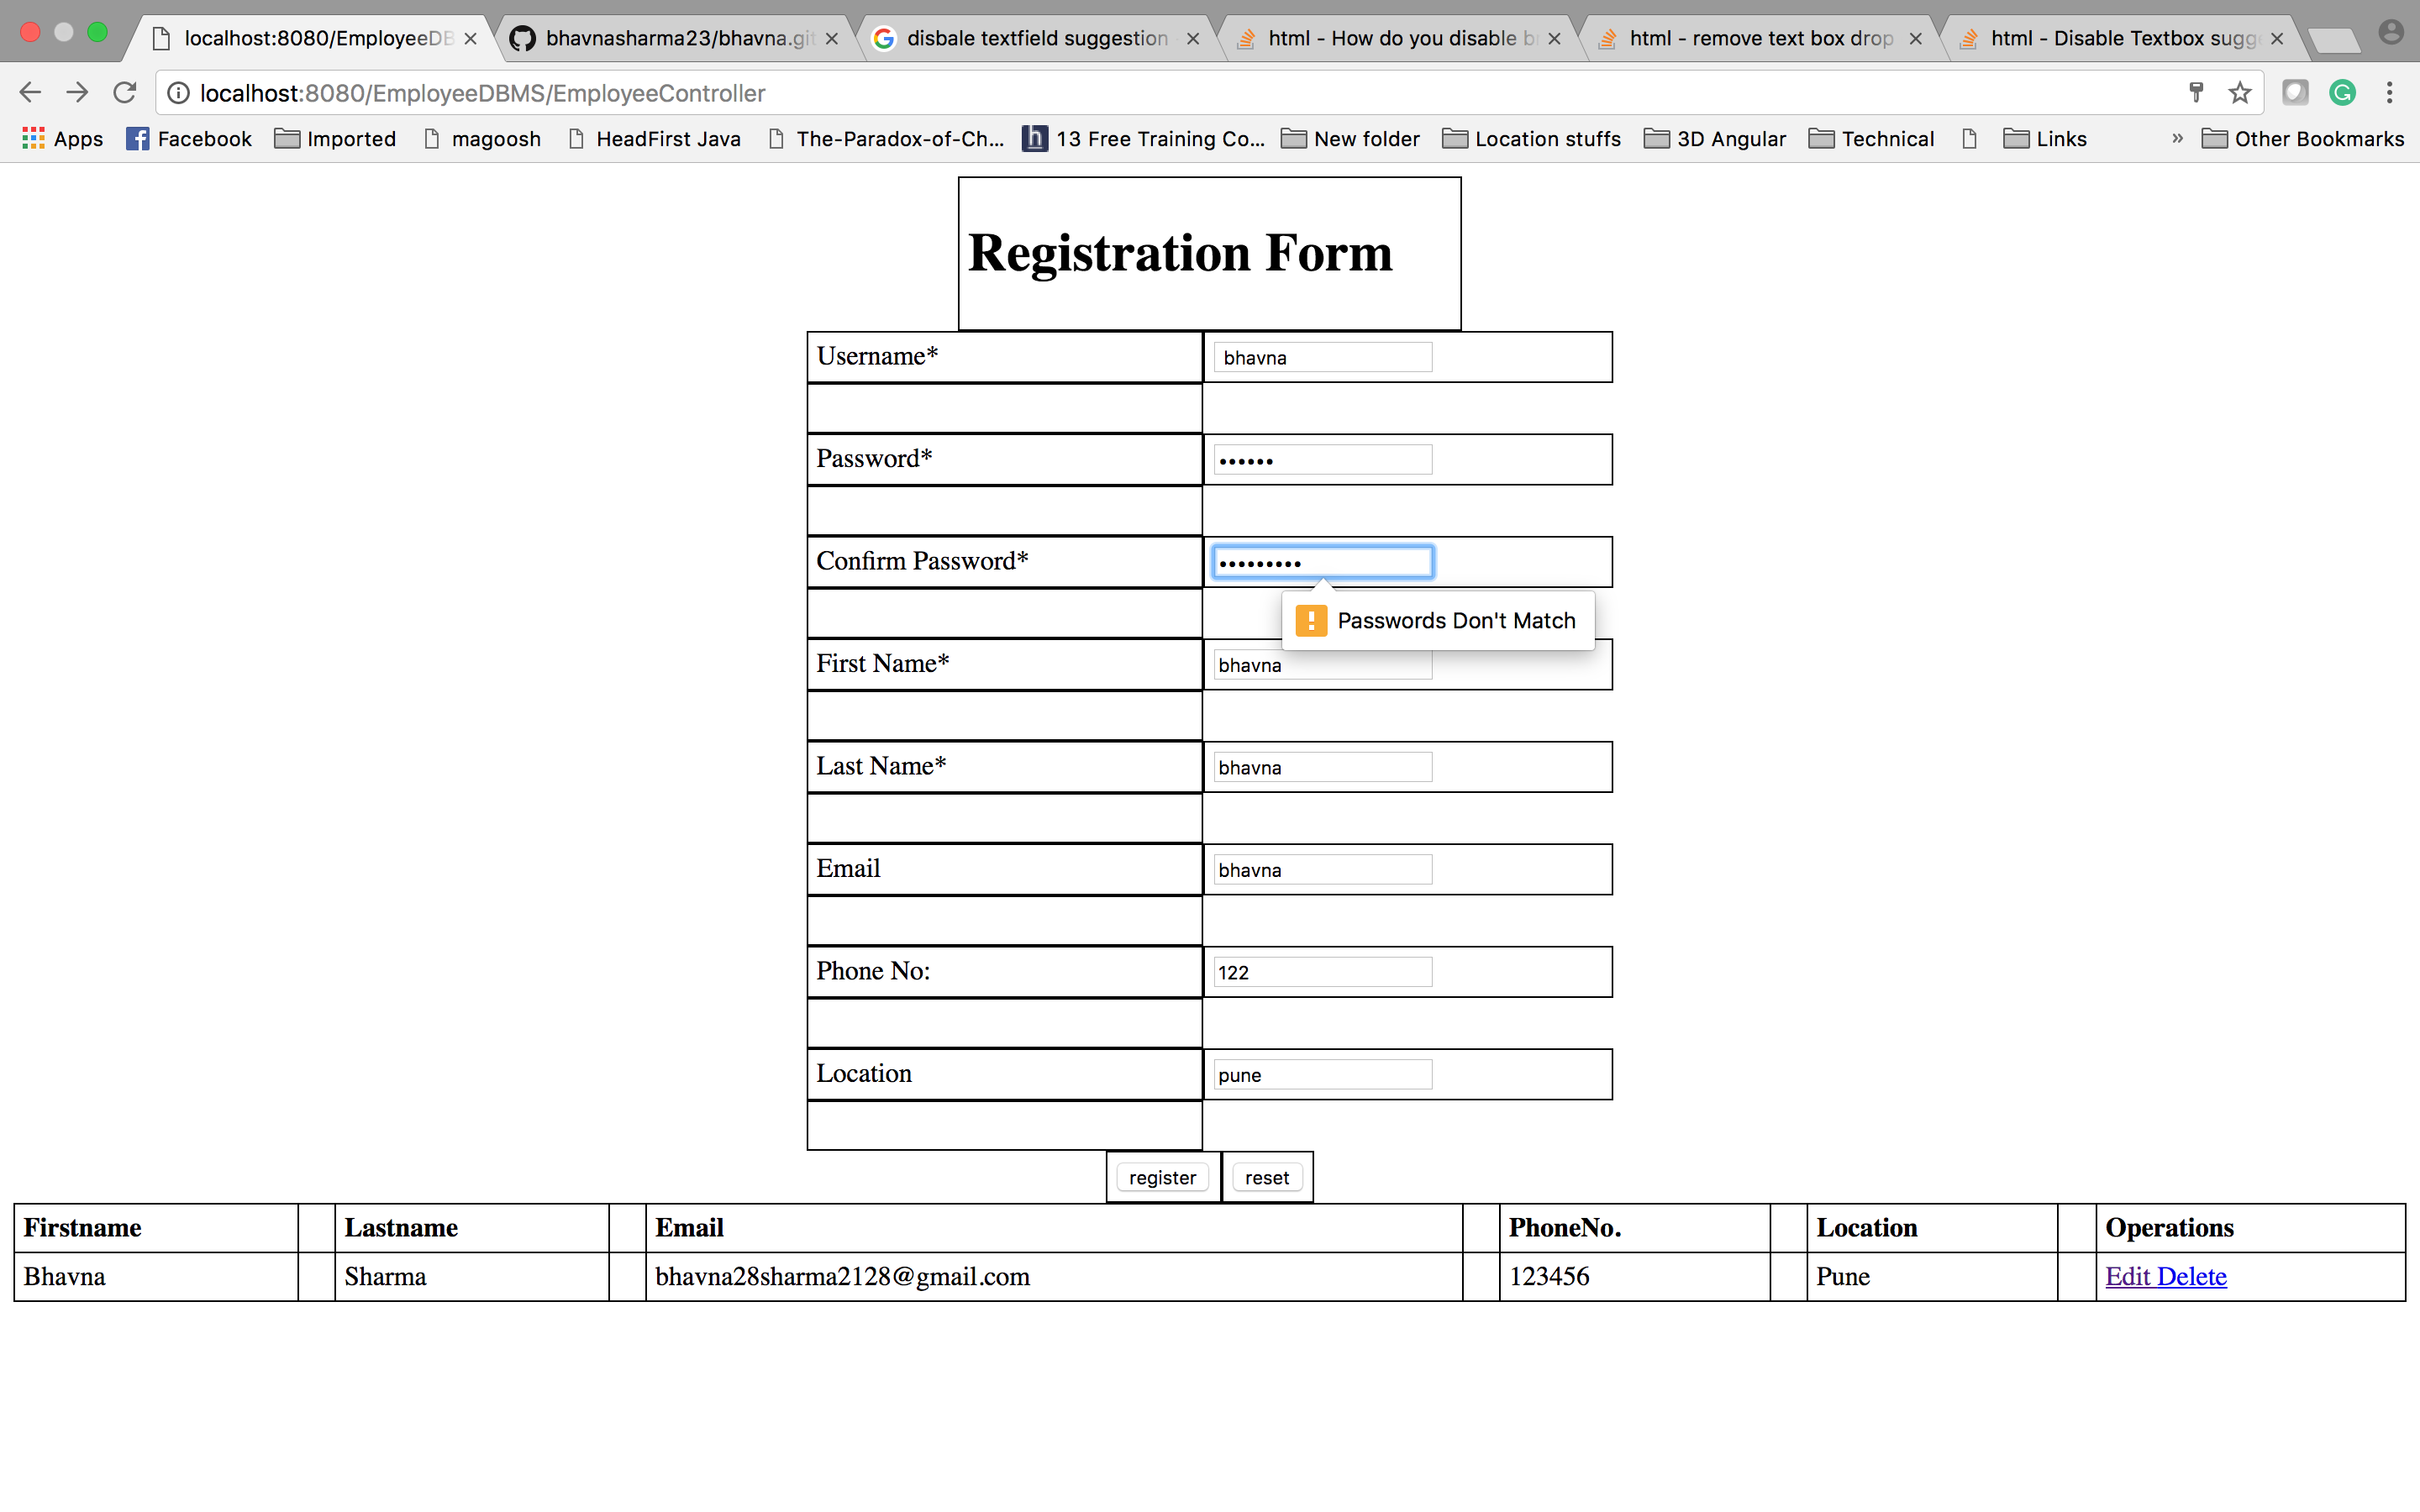 localhost:8080/EmployeeDB
bhavnasharma23/bhavna.git
disbale textfield suggestion
html - How do you disable b
html - remove text box drop
html - Disable Textbox sugg
localhost:8080/EmployeeDBMS/EmployeeController
Apps Facebook Imported magoosh HeadFirst Java The-Paradox-of-Ch... 13 Free Training Co... New folder Location stuffs 3D Angular Technical Links » Other Bookmarks
Registration Form
Username* bhavna
Password* ••••••
Confirm Password* •••••••••
Passwords Don't Match
First Name* bhavna
Last Name* bhavna
Email bhavna
Phone No: 122
Location pune
register reset
Firstname Lastname Email PhoneNo. Location Operations
Bhavna Sharma bhavna28sharma2128@gmail.com 123456 Pune Edit Delete